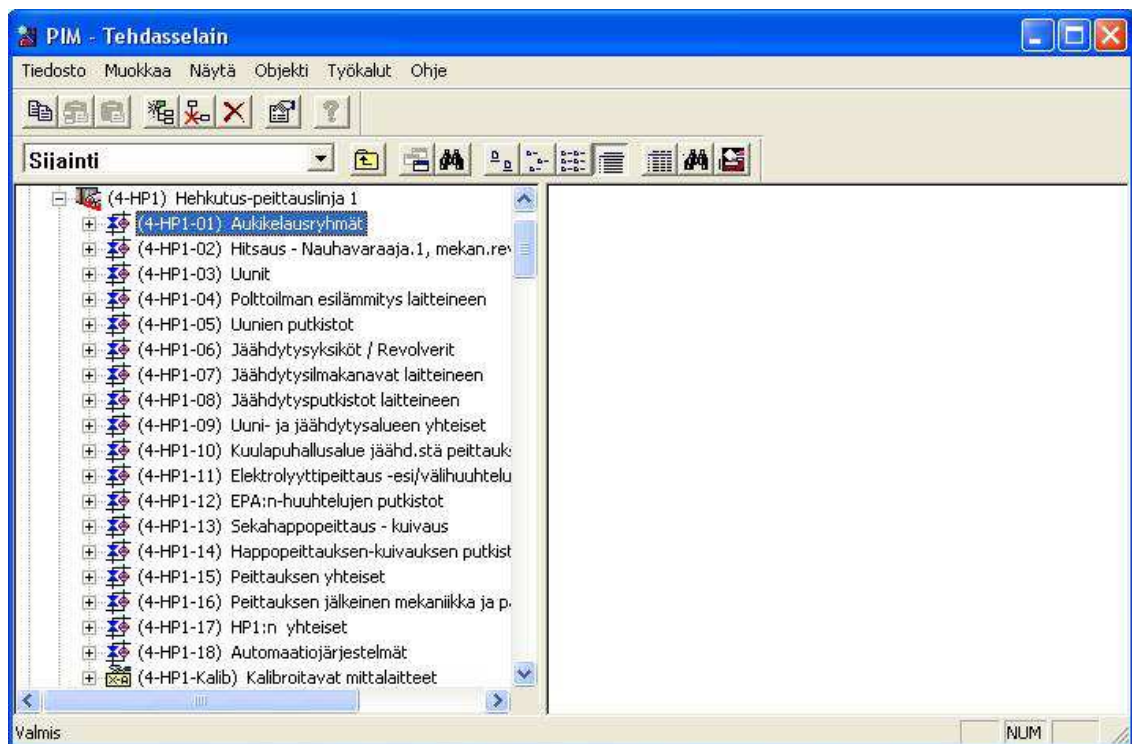 PIM - Tehdasselain
Tiedosto Muokkaa Näytä Objekti Työkalut Ohje
Sijainti
(4-HP1) Hehkutus-peittauslinja 1
(4-HP1-01) Aukikelausryhmät
(4-HP1-02) Hitsaus - Nauhavaraaja.1, mekan.re
(4-HP1-03) Uunit
(4-HP1-04) Polttoilman esilämmitys laitteineen
(4-HP1-05) Uunien putkistot
(4-HP1-06) Jäähdytysyksiköt / Revolverit
(4-HP1-07) Jäähdytysilmakanavat laitteineen
(4-HP1-08) Jäähdytysputkistot laitteineen
(4-HP1-09) Uuni- ja jäähdytysalueen yhteiset
(4-HP1-10) Kuulapuhallusalue jäähd.stä peittauk
(4-HP1-11) Elektrolyyttipeittaus -esi/välihuuhtelu
(4-HP1-12) EPA:n-huuhtelujen putkistot
(4-HP1-13) Sekahappopeittaus - kuivaus
(4-HP1-14) Happopeittauksen-kuivauksen putkist
(4-HP1-15) Peittauksen yhteiset
(4-HP1-16) Peittauksen jälkeinen mekaniikka ja p
(4-HP1-17) HP1:n yhteiset
(4-HP1-18) Automaatiojärjestelmät
(4-HP1-Kalib) Kalibroitavat mittalaitteet
Valmis NUM